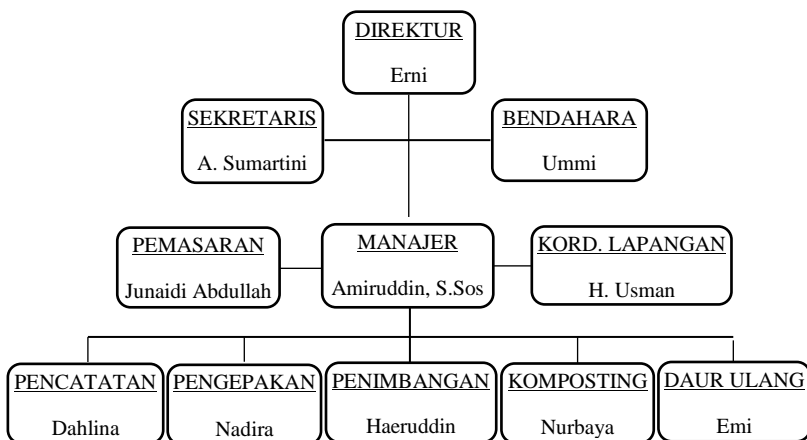 DIREKTUR
Erni
SEKRETARIS
A. Sumartini
BENDAHARA
Ummi
PEMASARAN
Junaidi Abdullah
MANAJER
Amiruddin, S.Sos
KORD. LAPANGAN
H. Usman
PENCATATAN
Dahlina
PENGEPAKAN
Nadira
PENIMBANGAN
Haeruddin
KOMPOSTING
Nurbaya
DAUR ULANG
Emi